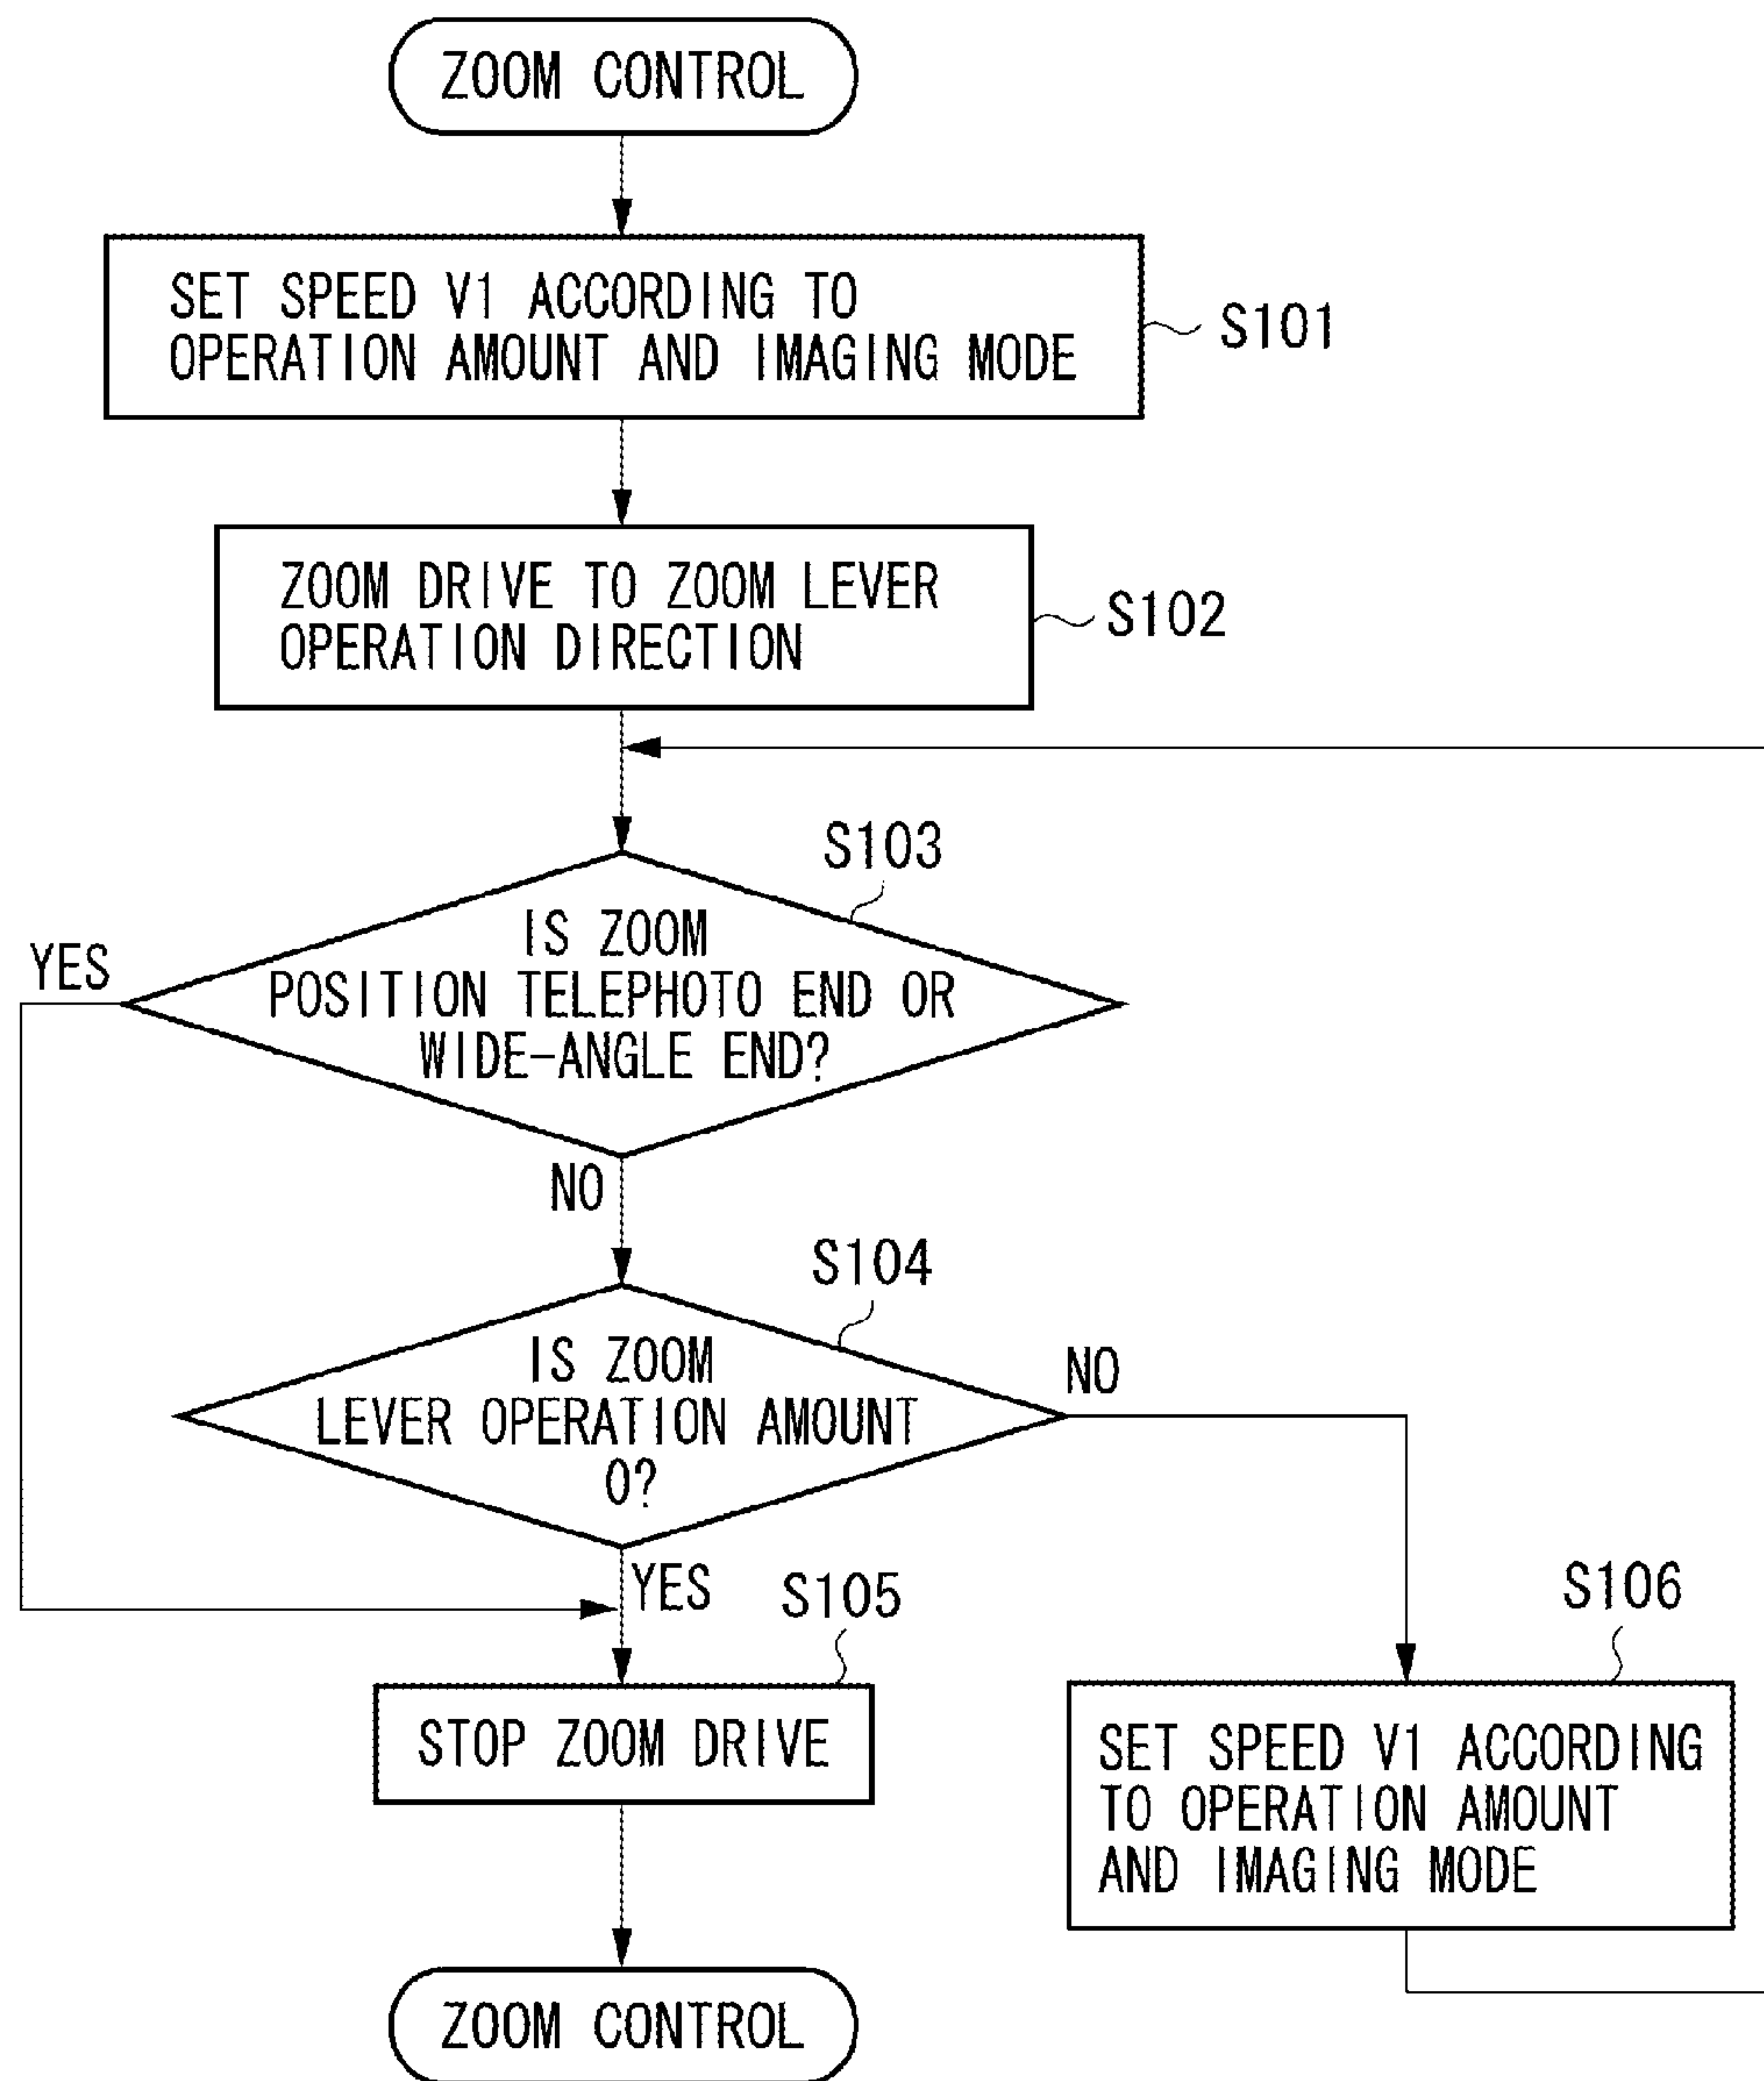 ZOOM CONTROL
SET SPEED V1 ACCORDING TO
OPERATION AMOUNT AND IMAGING MODE
S101
ZOOM DRIVE TO ZOOM LEVER
OPERATION DIRECTION
S102
S103
IS ZOOM
POSITION TELEPHOTO END OR
WIDE-ANGLE END?
YES
NO
S104
IS ZOOM
LEVER OPERATION AMOUNT
0?
NO
YES
S105
STOP ZOOM DRIVE
S106
SET SPEED V1 ACCORDING
TO OPERATION AMOUNT
AND IMAGING MODE
ZOOM CONTROL